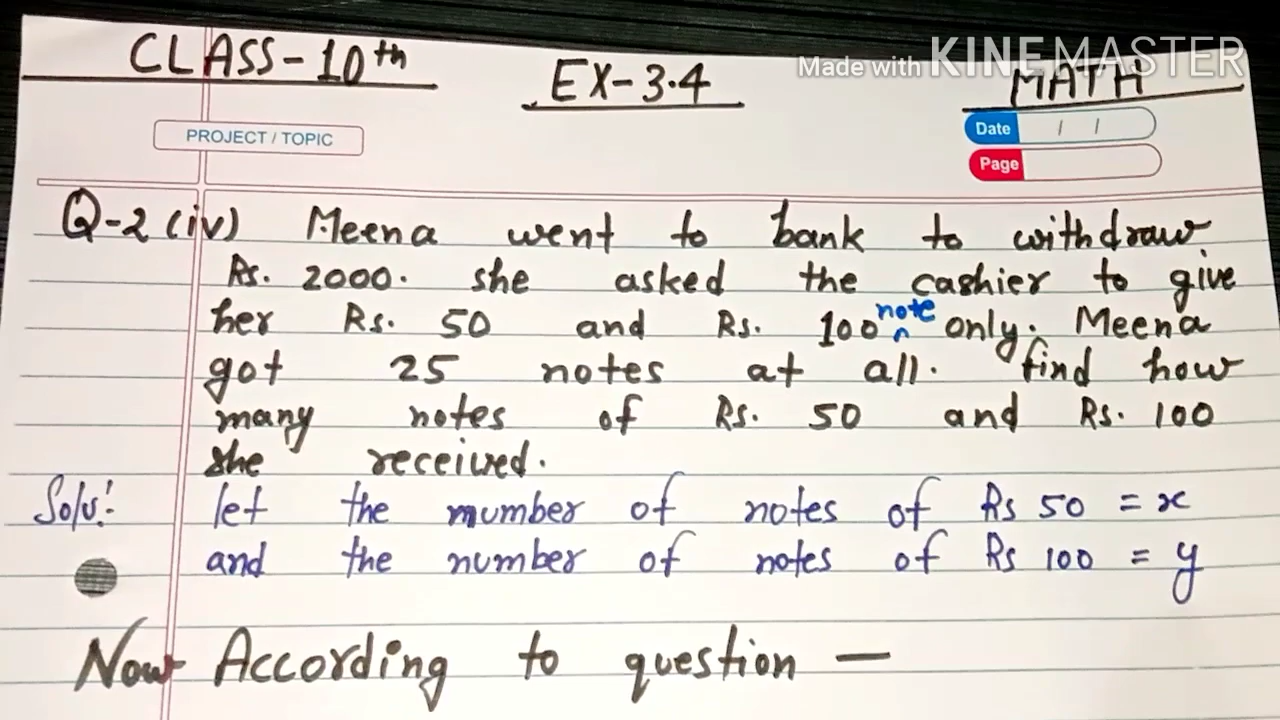 CLASS-10th EX-3.4 MATH
Made with KINEMASTER
PROJECT / TOPIC
Date / /
Page
Q-2 (iv) Meena went to bank to withdraw
Rs. 2000. she asked the cashier to give
her Rs. 50 and Rs. 100 note only. Meena
got 25 notes at all. find how
many notes of Rs. 50 and Rs. 100
she received.
Solu:- let the number of notes of Rs 50 = x
and the number of notes of Rs 100 = y
Now According to question —